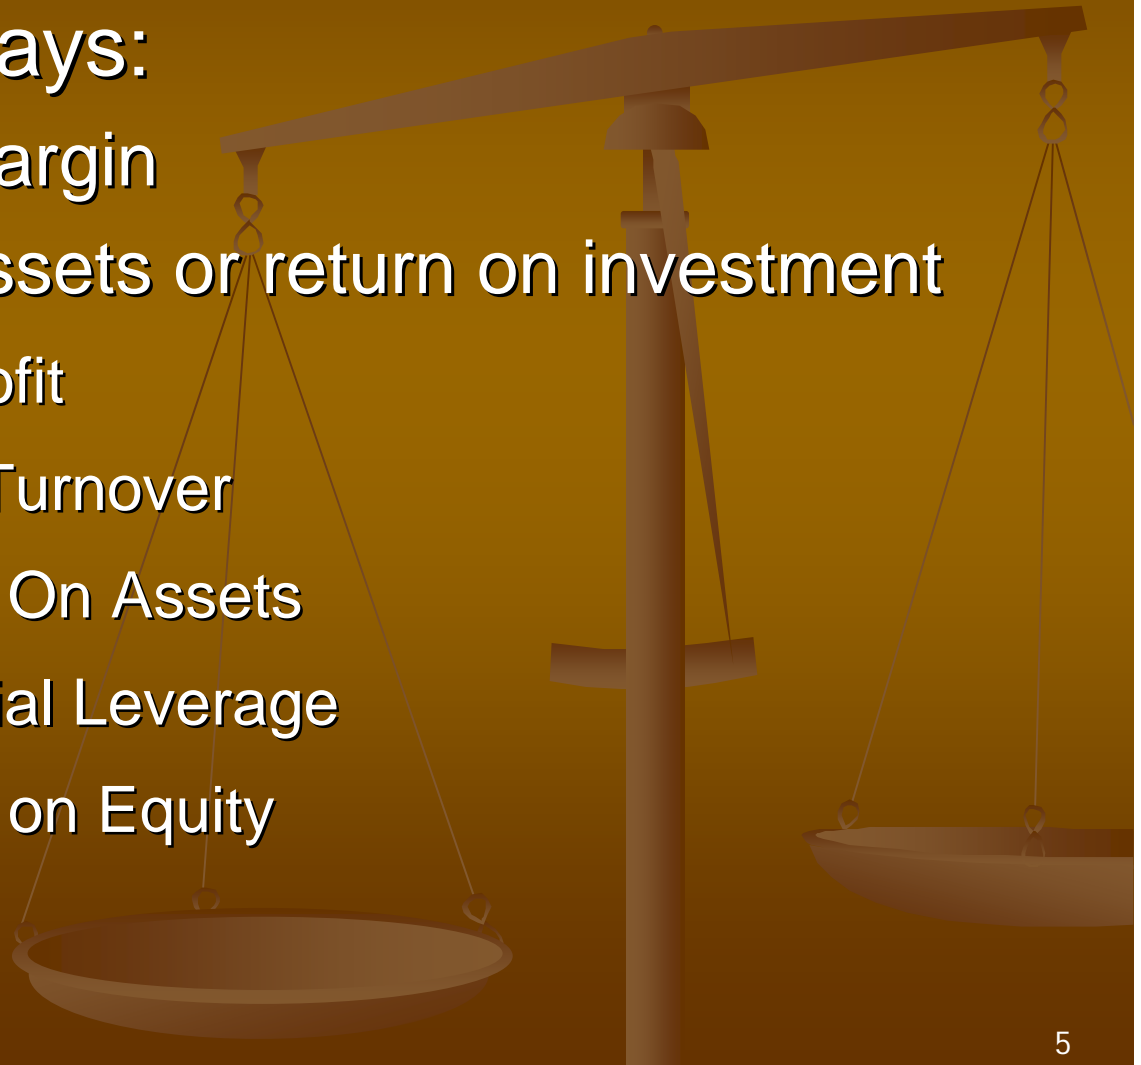 ays:
argin
ssets or return on investment
ofit
Turnover
On Assets
ial Leverage
on Equity
5